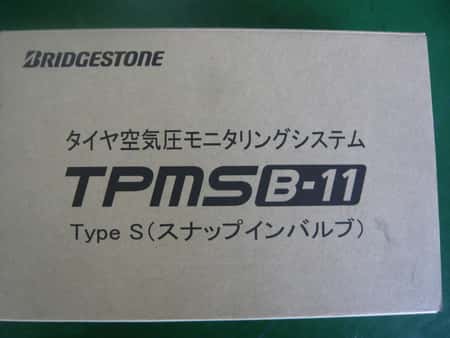 BRIDGESTONE
タイヤ空気圧モニタリングシステム
TPMS B-11
Type S(スナップインバルブ)